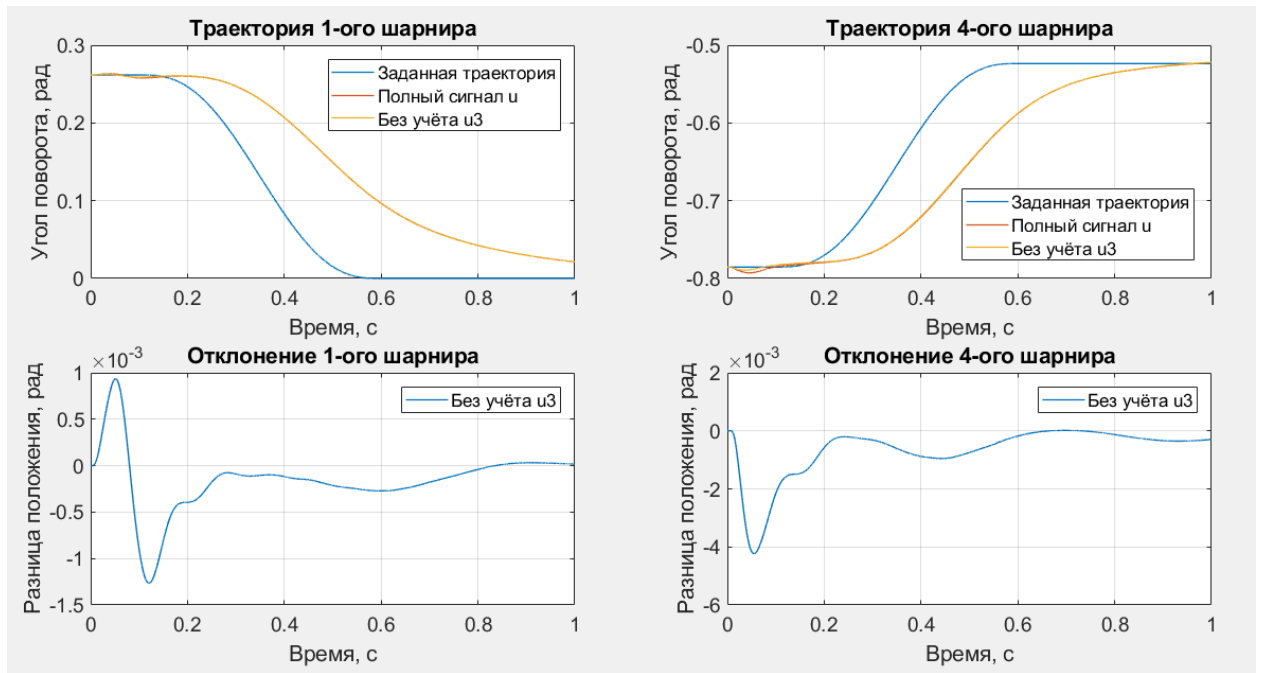 Траектория 1-ого шарнира
Угол поворота, рад
0.3
0.2
0.1
0
Заданная траектория
Полный сигнал u
Без учёта u3
0 0.2 0.4 0.6 0.8 1
Время, с
Траектория 4-ого шарнира
Угол поворота, рад
-0.5
-0.6
-0.7
-0.8
Заданная траектория
Полный сигнал u
Без учёта u3
0 0.2 0.4 0.6 0.8 1
Время, с
Отклонение 1-ого шарнира
×10-3
Разница положения, рад
1
0.5
0
-0.5
-1
-1.5
Без учёта u3
0 0.2 0.4 0.6 0.8 1
Время, с
Отклонение 4-ого шарнира
×10-3
Разница положения, рад
2
0
-2
-4
-6
Без учёта u3
0 0.2 0.4 0.6 0.8 1
Время, с